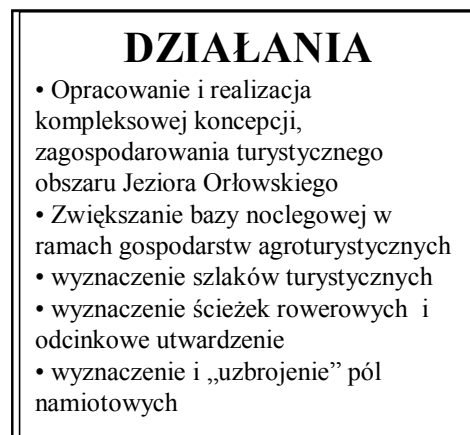 DZIAŁANIA
• Opracowanie i realizacja
kompleksowej koncepcji,
zagospodarowania turystycznego
obszaru Jeziora Orłowskiego
• Zwiększanie bazy noclegowej w
ramach gospodarstw agroturystycznych
• wyznaczenie szlaków turystycznych
• wyznaczenie ścieżek rowerowych  i
odcinkowe utwardzenie
• wyznaczenie i „uzbrojenie” pól
namiotowych